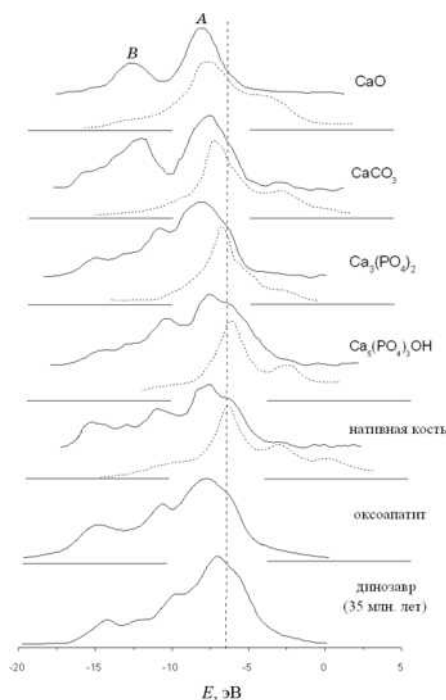 A
B
CaO
CaCO₃
Ca₃(PO₄)₂
Ca₅(PO₄)₃OH
нативная кость
оксоапатит
динозавр
(35 млн. лет)
-20 -15 -10 -5 0 5
E, эВ